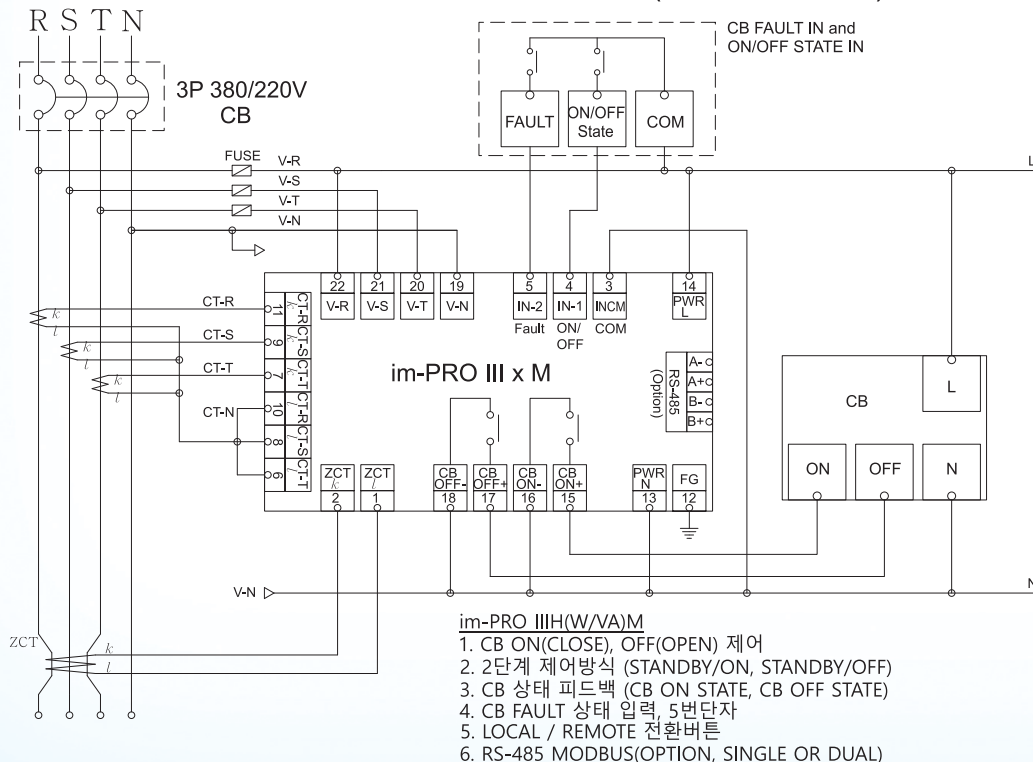 R S T N
3P 380/220V
CB
CB FAULT IN and
ON/OFF STATE IN
FAULT
ON/OFF
State
COM
FUSE
V-R
V-S
V-T
V-N
L
22
21
20
19
5
4
3
14
V-R
V-S
V-T
V-N
IN-2
IN-1
INCM
PWR
L
Fault
ON/
OFF
COM
CT-R
k
l
CT-S
k
l
CT-T
k
l
CT-N
11
CT-R
k
9
CT-S
k
7
CT-T
k
10
CT-R
l
8
CT-S
l
6
CT-T
l
im-PRO III x M
RS-485
(Option)
A-
A+
B-
B+
ZCT
k
2
ZCT
l
1
CB
OFF-
18
CB
OFF+
17
CB
ON-
16
CB
ON+
15
PWR
N
13
FG
12
CB
L
ON
OFF
N
V-N
N
ZCT
k
l
im-PRO IIIH(W/VA)M
1. CB ON(CLOSE), OFF(OPEN) 제어
2. 2단계 제어방식 (STANDBY/ON, STANDBY/OFF)
3. CB 상태 피드백 (CB ON STATE, CB OFF STATE)
4. CB FAULT 상태 입력, 5번단자
5. LOCAL / REMOTE 전환버튼
6. RS-485 MODBUS(OPTION, SINGLE OR DUAL)